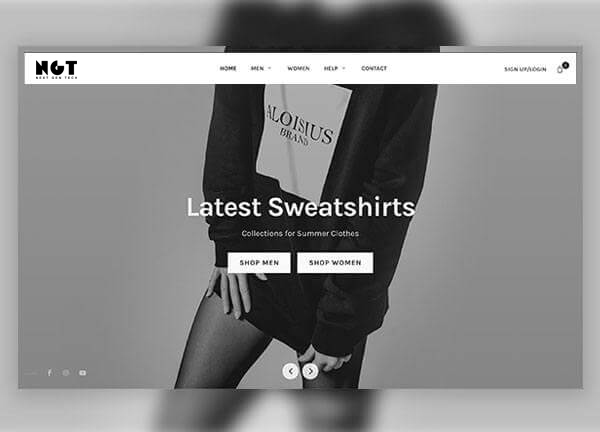 NGT
NEXT GEN TECH
HOME MEN WOMEN HELP CONTACT
SIGN UP/LOGIN
ALOISIUS
BRAND
Latest Sweatshirts
Collections for Summer Clothes
SHOP MEN SHOP WOMEN